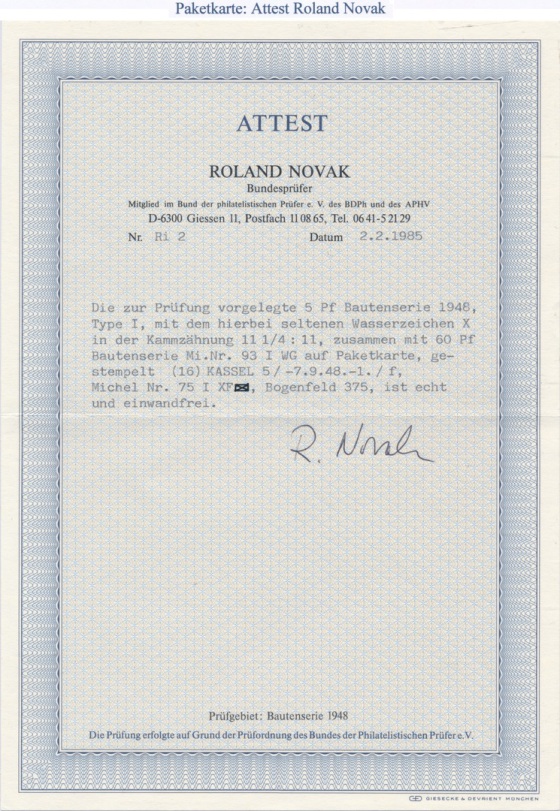 Paketkarte: Attest Roland Novak
ATTEST
ROLAND NOVAK
Bundesprüfer
Mitglied im Bund der philatelistischen Prüfer e. V. des BDPh und des APHV
D-6300 Giessen 11, Postfach 11 08 65, Tel. 06 41-5 21 29
Nr. Ri 2 Datum 2.2.1985
Die zur Prüfung vorgelegte 5 Pf Bautenserie 1948,
Type I, mit dem hierbei seltenen Wasserzeichen X
in der Kammzähnung 11 1/4 : 11, zusammen mit 60 Pf
Bautenserie Mi.Nr. 93 I WG auf Paketkarte, ge-
stempelt (16) KASSEL 5/-7.9.48.-1. / f,
Michel Nr. 75 I XF, Bogenfeld 375, ist echt
und einwandfrei.
R. Novak
Prüfgebiet: Bautenserie 1948
Die Prüfung erfolgte auf Grund der Prüfordnung des Bundes der Philatelistischen Prüfer e.V.
GIESECKE & DEVRIENT MÜNCHEN